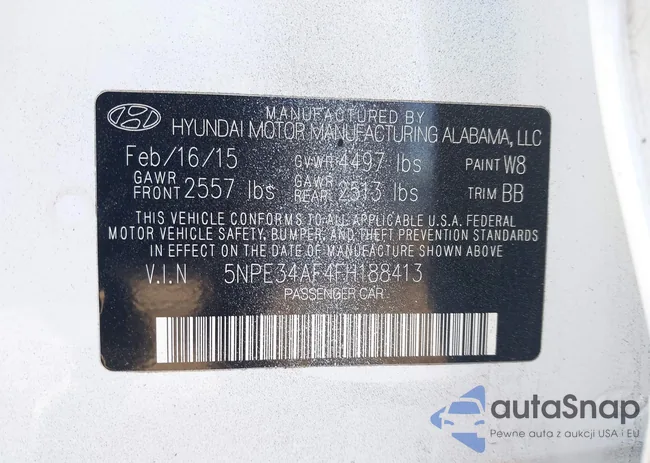 MANUFACTURED BY
HYUNDAI MOTOR MANUFACTURING ALABAMA, LLC
Feb/16/15 GVWR 4497 lbs PAINT W8
GAWR FRONT 2557 lbs GAWR REAR 2513 lbs TRIM BB
THIS VEHICLE CONFORMS TO ALL APPLICABLE U.S.A. FEDERAL
MOTOR VEHICLE SAFETY, BUMPER, AND THEFT PREVENTION STANDARDS
IN EFFECT ON THE DATE OF MANUFACTURE SHOWN ABOVE
V.I.N 5NPE34AF4FH188413
PASSENGER CAR
autaSnap
Pewne auta z aukcji USA i EU